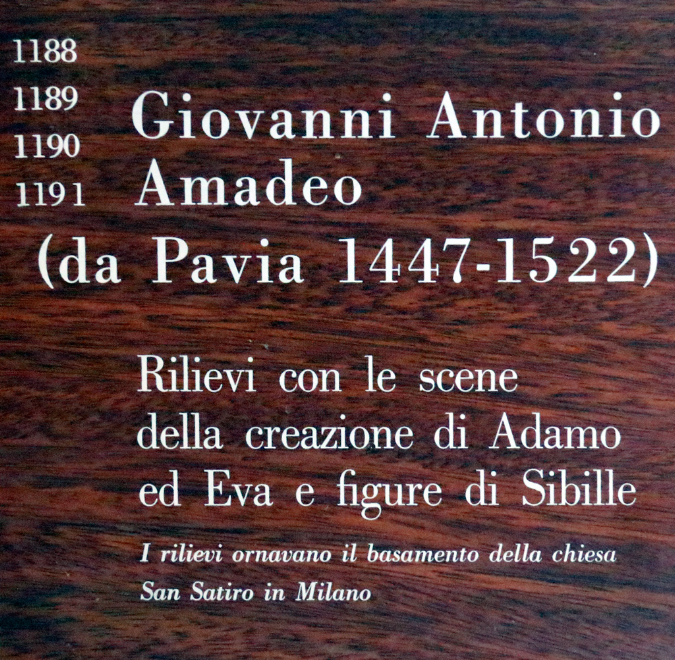 1188
1189
1190
1191
Giovanni Antonio
Amadeo
(da Pavia 1447-1522)
Rilievi con le scene
della creazione di Adamo
ed Eva e figure di Sibille
I rilievi ornavano il basamento della chiesa
San Satiro in Milano